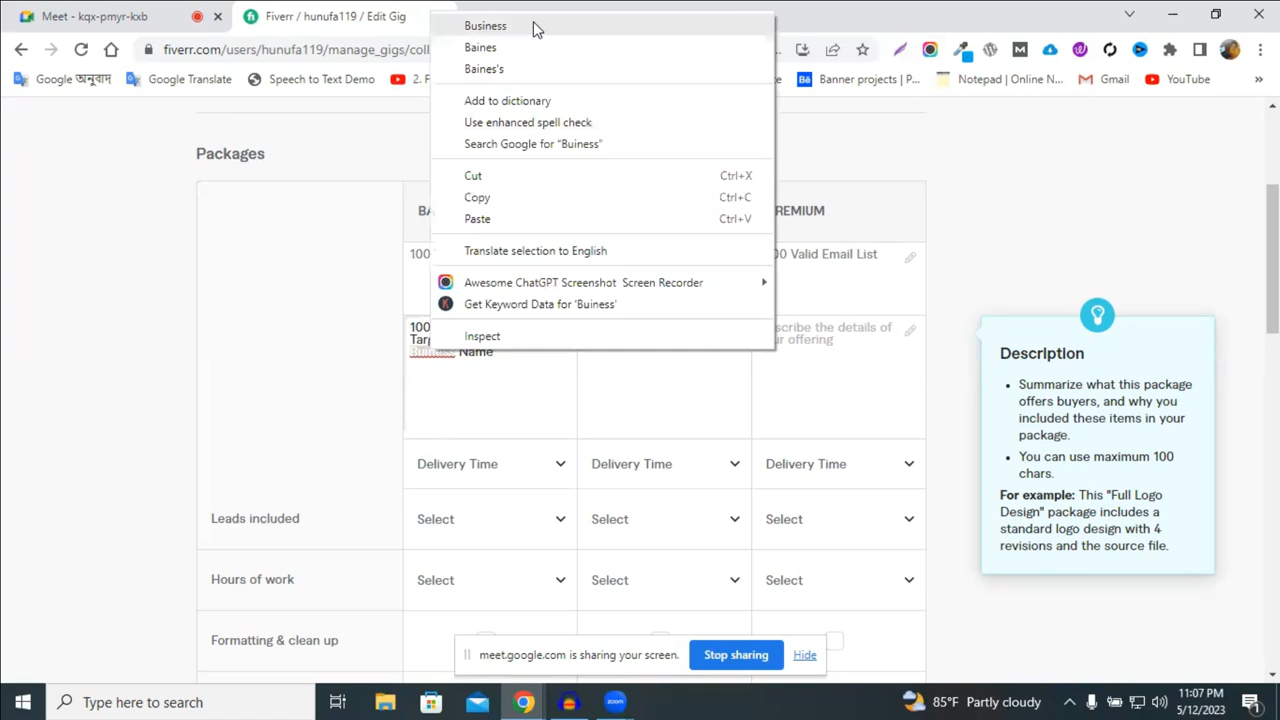 Meet - kqx-pmyr-kxb
Fiverr / hunufa119 / Edit Gig
fiverr.com/users/hunufa119/manage_gigs/coll
Google অনুবাদ
Google Translate
Speech to Text Demo
2. F
Banner projects | P...
Notepad | Online N...
Gmail
YouTube
»
Business
Baines
Baines's
Add to dictionary
Use enhanced spell check
Search Google for “Buiness”
Cut Ctrl+X
Copy Ctrl+C
Paste Ctrl+V
Translate selection to English
Awesome ChatGPT Screenshot Screen Recorder
Get Keyword Data for 'Buiness'
Inspect
Packages
BA
REMIUM
100
00 Valid Email List
100
Targ
Name
scribe the details of
ur offering
Delivery Time
Delivery Time
Delivery Time
Leads included
Select
Select
Select
Hours of work
Select
Select
Select
Formatting & clean up
Description
• Summarize what this package
offers buyers, and why you
included these items in your
package.
• You can use maximum 100
chars.
For example: This "Full Logo
Design" package includes a
standard logo design with 4
revisions and the source file.
meet.google.com is sharing your screen.
Stop sharing
Hide
Type here to search
zoom
85°F Partly cloudy
11:07 PM
5/12/2023
1